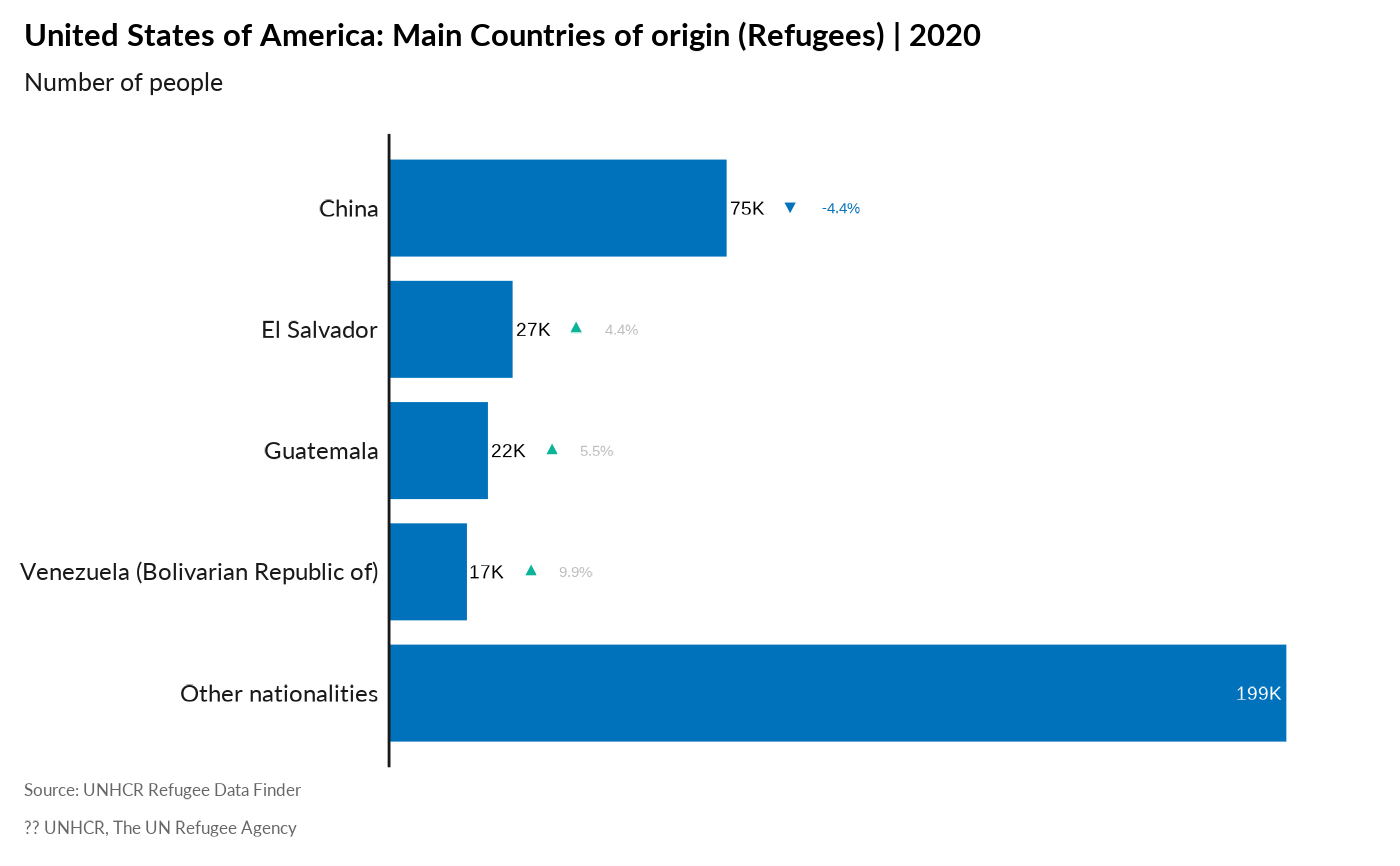 United States of America: Main Countries of origin (Refugees) | 2020
Number of people
China 75K ▼ -4.4%
El Salvador 27K ▲ 4.4%
Guatemala 22K ▲ 5.5%
Venezuela (Bolivarian Republic of) 17K ▲ 9.9%
Other nationalities 199K
Source: UNHCR Refugee Data Finder
?? UNHCR, The UN Refugee Agency